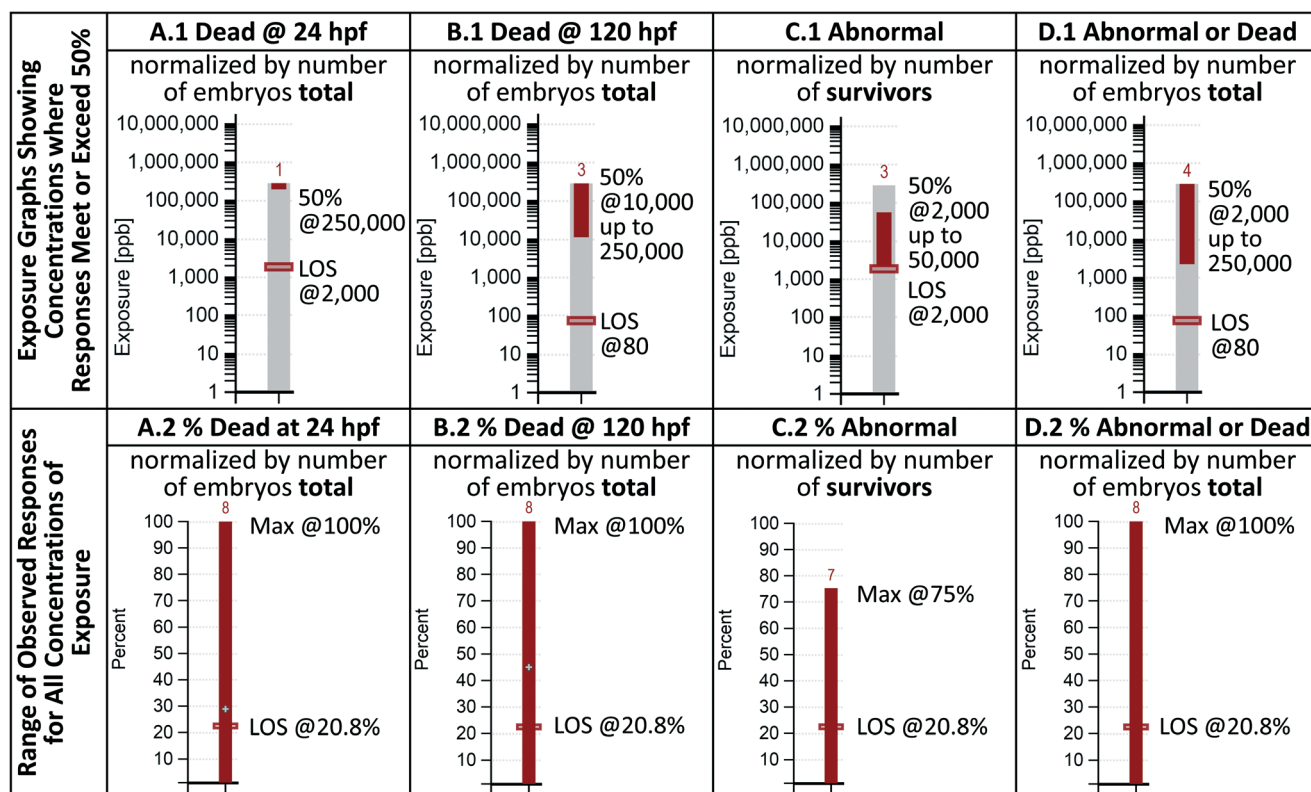 Exposure Graphs Showing
Concentrations where
Responses Meet or Exceed 50%
A.1 Dead @ 24 hpf
normalized by number
of embryos total
Exposure [ppb]
10,000,000
1,000,000
100,000
10,000
1,000
100
10
1
1
50%
@250,000
LOS
@2,000
B.1 Dead @ 120 hpf
normalized by number
of embryos total
Exposure [ppb]
10,000,000
1,000,000
100,000
10,000
1,000
100
10
1
3
50%
@10,000
up to
250,000
LOS
@80
C.1 Abnormal
normalized by number
of survivors
Exposure [ppb]
10,000,000
1,000,000
100,000
10,000
1,000
100
10
1
3
50%
@2,000
up to
50,000
LOS
@2,000
D.1 Abnormal or Dead
normalized by number
of embryos total
Exposure [ppb]
10,000,000
1,000,000
100,000
10,000
1,000
100
10
1
4
50%
@2,000
up to
250,000
LOS
@80
Range of Observed Responses
for All Concentrations of
Exposure
A.2 % Dead at 24 hpf
normalized by number
of embryos total
Percent
100
90
80
70
60
50
40
30
20
10
8
Max @100%
LOS @20.8%
B.2 % Dead @ 120 hpf
normalized by number
of embryos total
Percent
100
90
80
70
60
50
40
30
20
10
8
Max @100%
LOS @20.8%
C.2 % Abnormal
normalized by number
of survivors
Percent
100
90
80
70
60
50
40
30
20
10
7
Max @75%
LOS @20.8%
D.2 % Abnormal or Dead
normalized by number
of embryos total
Percent
100
90
80
70
60
50
40
30
20
10
8
Max @100%
LOS @20.8%